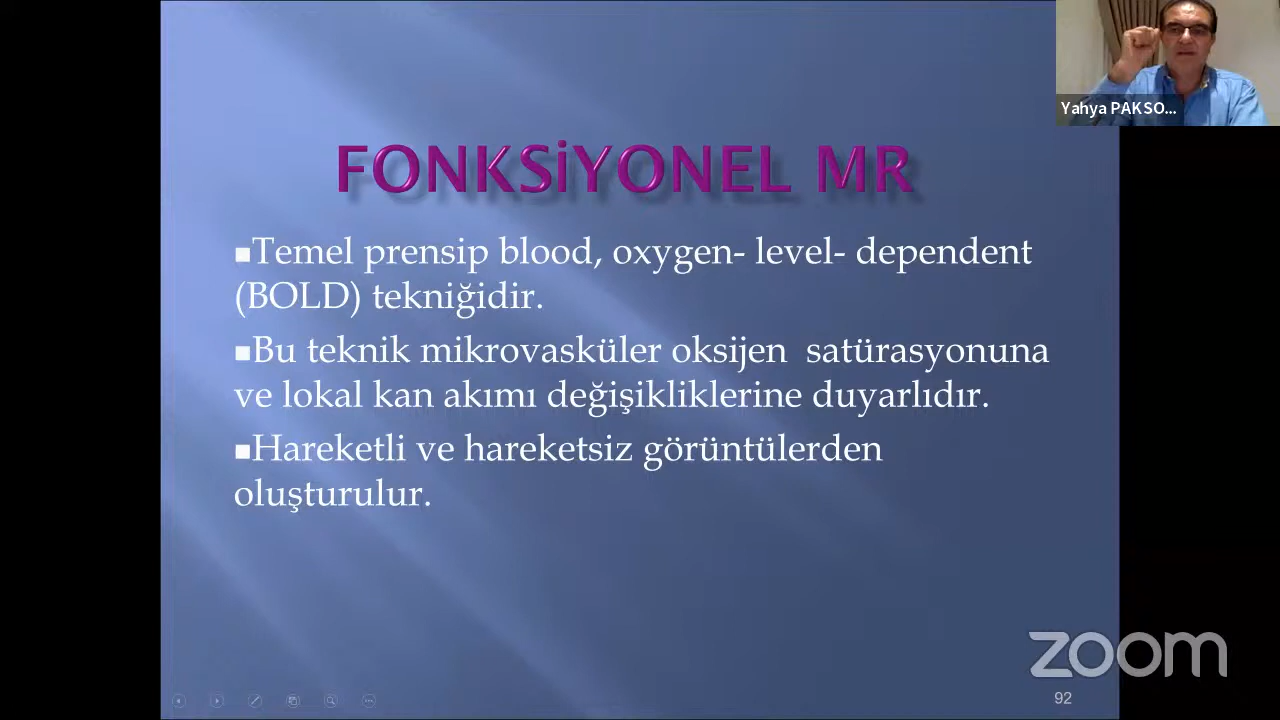 Yahya PAKSO...
FONKSİYONEL MR
▪Temel prensip blood, oxygen- level- dependent
(BOLD) tekniğidir.
▪Bu teknik mikrovasküler oksijen satürasyonuna
ve lokal kan akımı değişikliklerine duyarlıdır.
▪Hareketli ve hareketsiz görüntülerden
oluşturulur.
zoom
92